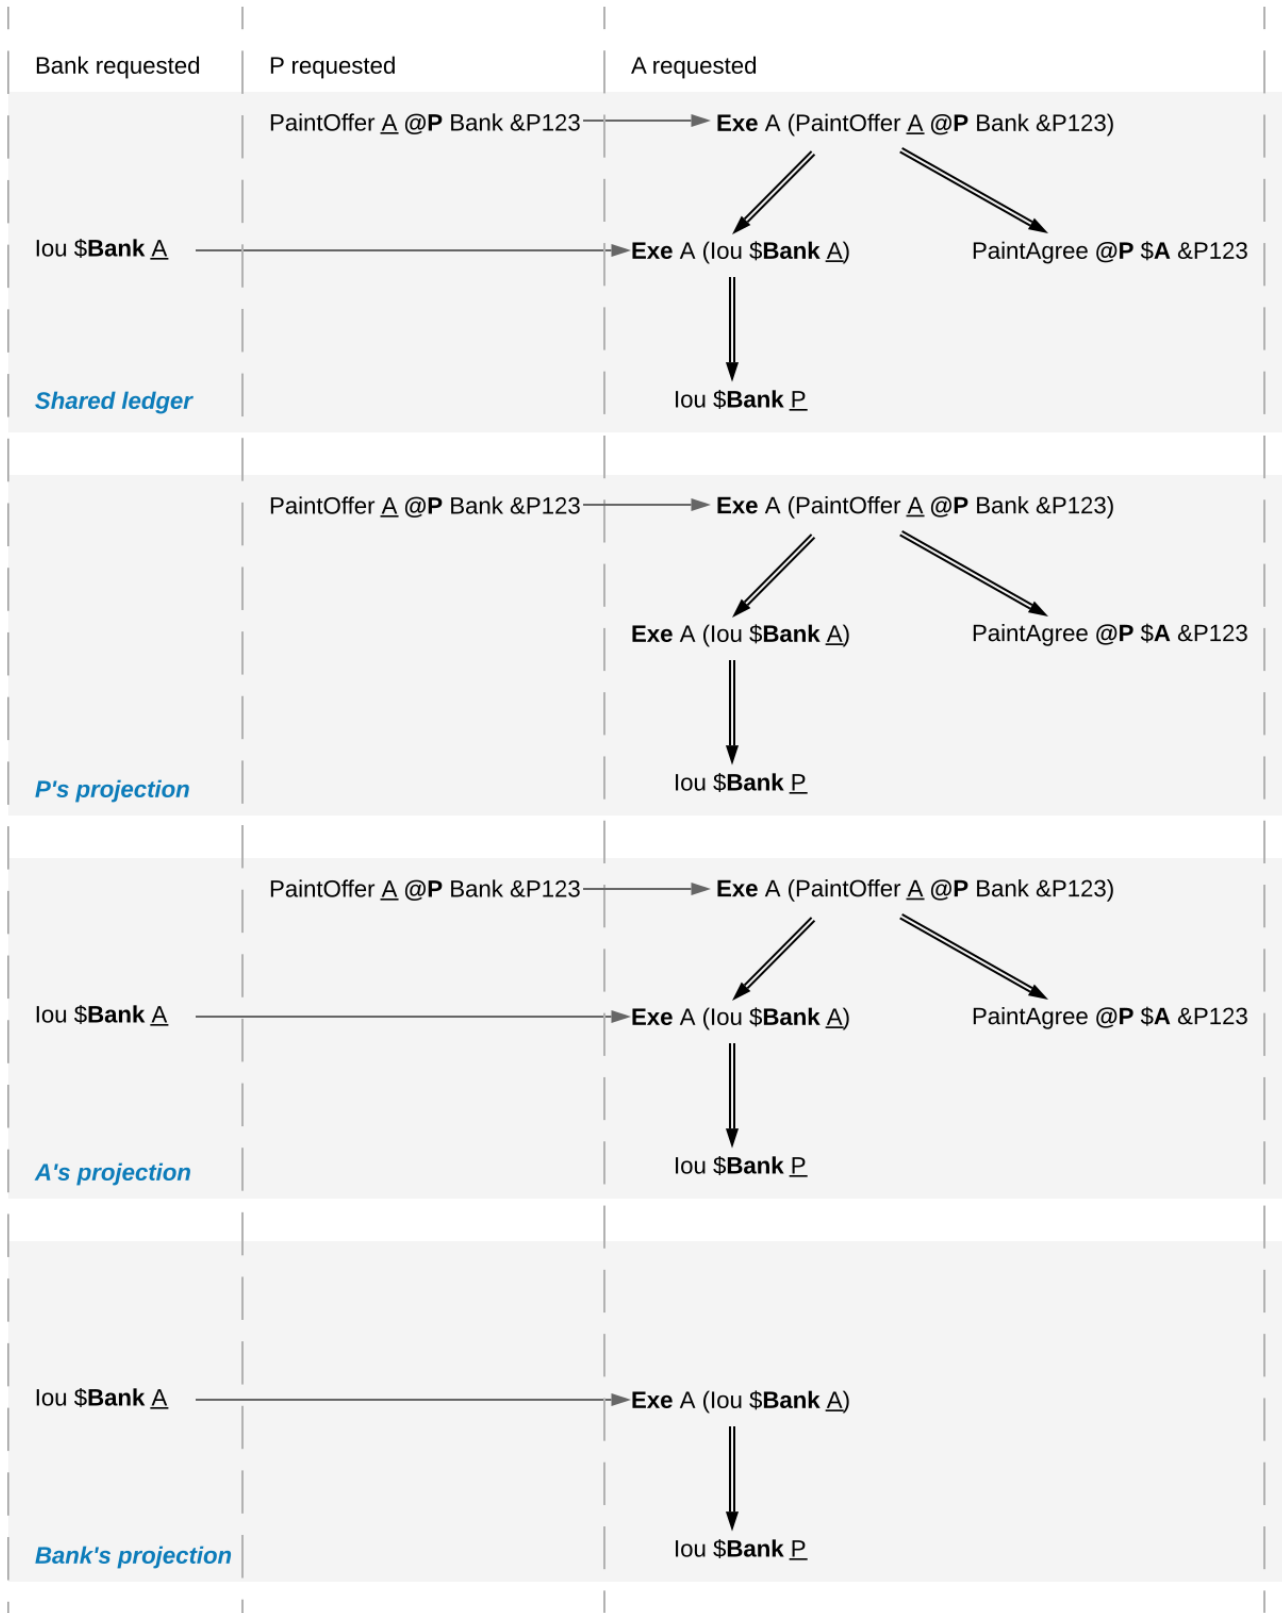 Bank requested P requested A requested
PaintOffer A @P Bank &P123 Exe A (PaintOffer A @P Bank &P123)
Iou $Bank A Exe A (Iou $Bank A) PaintAgree @P $A &P123
Iou $Bank P
Shared ledger
PaintOffer A @P Bank &P123 Exe A (PaintOffer A @P Bank &P123)
Exe A (Iou $Bank A) PaintAgree @P $A &P123
Iou $Bank P
P's projection
PaintOffer A @P Bank &P123 Exe A (PaintOffer A @P Bank &P123)
Iou $Bank A Exe A (Iou $Bank A) PaintAgree @P $A &P123
Iou $Bank P
A's projection
Iou $Bank A Exe A (Iou $Bank A)
Iou $Bank P
Bank's projection